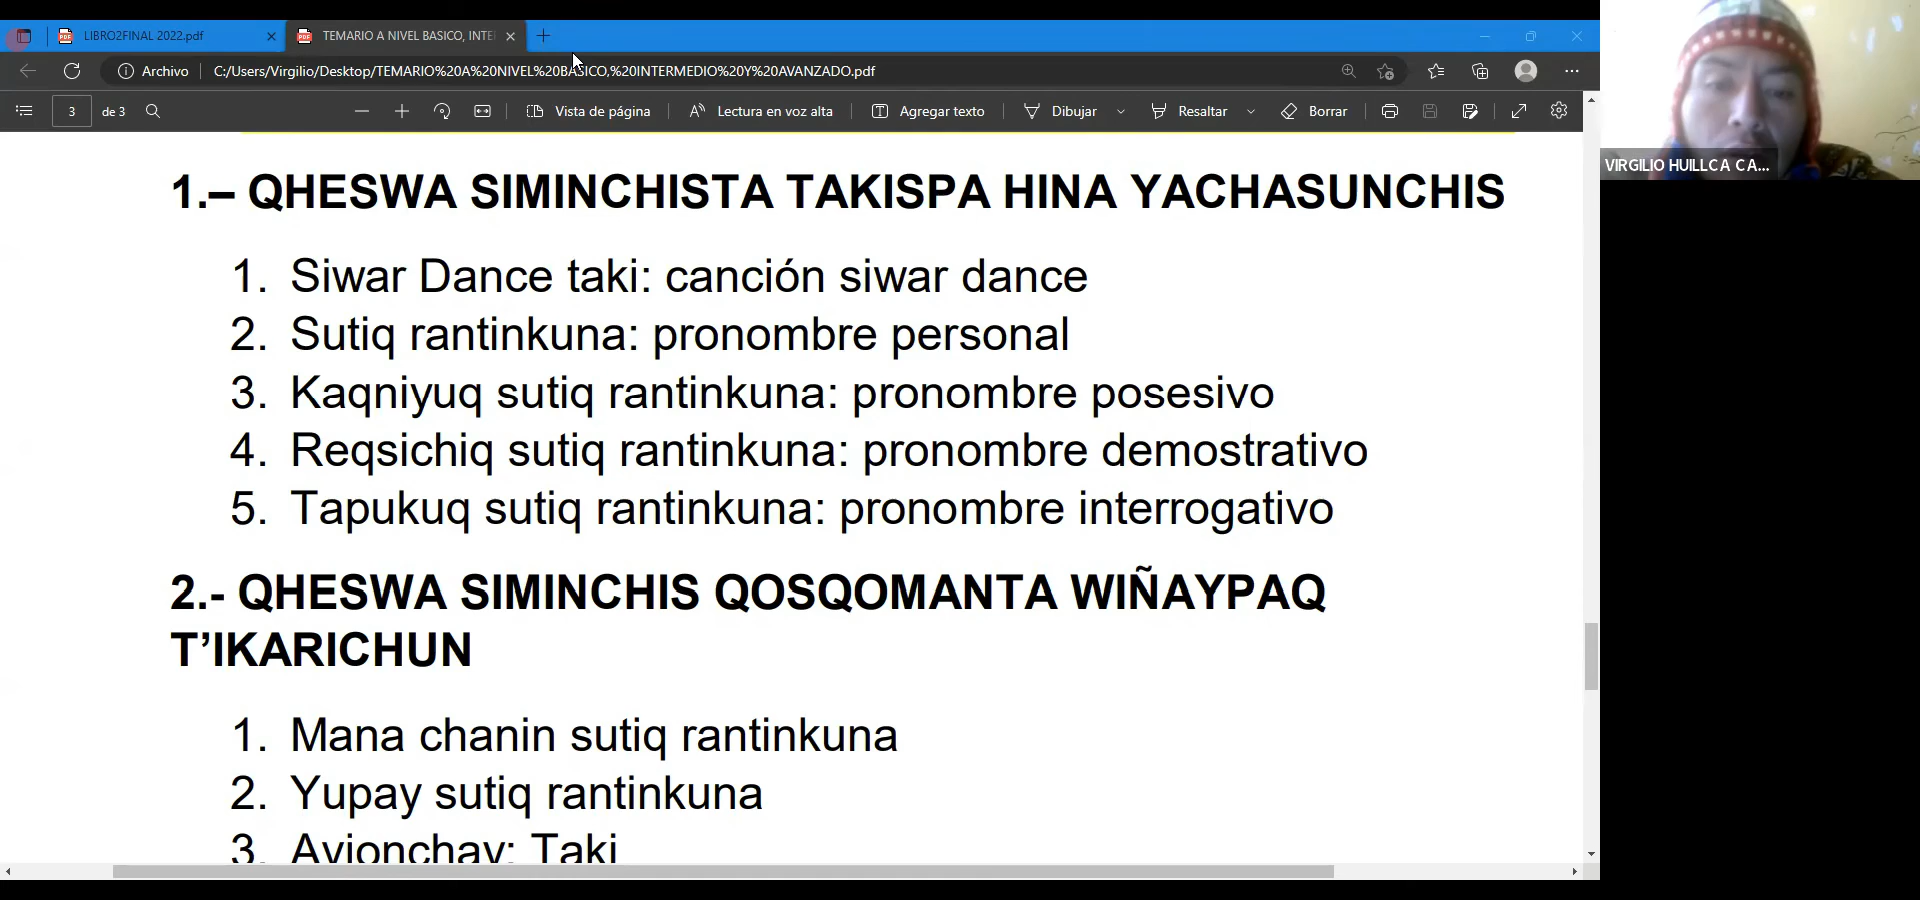 LIBRO2FINAL 2022.pdf
TEMARIO A NIVEL BASICO, INTE
Archivo
C:/Users/Virgilio/Desktop/TEMARIO%20A%20NIVEL%20BASICO,%20INTERMEDIO%20Y%20AVANZADO.pdf
3 de 3
Vista de página
Lectura en voz alta
Agregar texto
Dibujar
Resaltar
Borrar
VIRGILIO HUILLCA CA...
1.– QHESWA SIMINCHISTA TAKISPA HINA YACHASUNCHIS
1. Siwar Dance taki: canción siwar dance
2. Sutiq rantinkuna: pronombre personal
3. Kaqniyuq sutiq rantinkuna: pronombre posesivo
4. Reqsichiq sutiq rantinkuna: pronombre demostrativo
5. Tapukuq sutiq rantinkuna: pronombre interrogativo
2.- QHESWA SIMINCHIS QOSQOMANTA WIÑAYPAQ
T’IKARICHUN
1. Mana chanin sutiq rantinkuna
2. Yupay sutiq rantinkuna
3. Avionchay: Taki